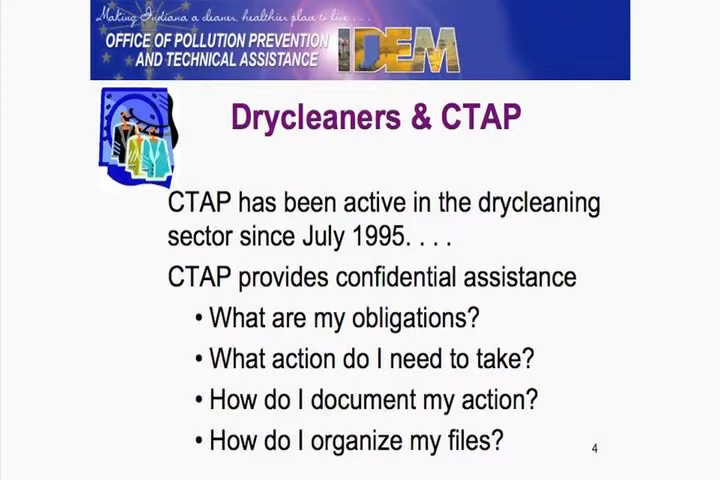 Making Indiana a cleaner, healthier place to live . . .
OFFICE OF POLLUTION PREVENTION
AND TECHNICAL ASSISTANCE
IDEM
Drycleaners & CTAP
CTAP has been active in the drycleaning
sector since July 1995. . . .
CTAP provides confidential assistance
• What are my obligations?
• What action do I need to take?
• How do I document my action?
• How do I organize my files?
4